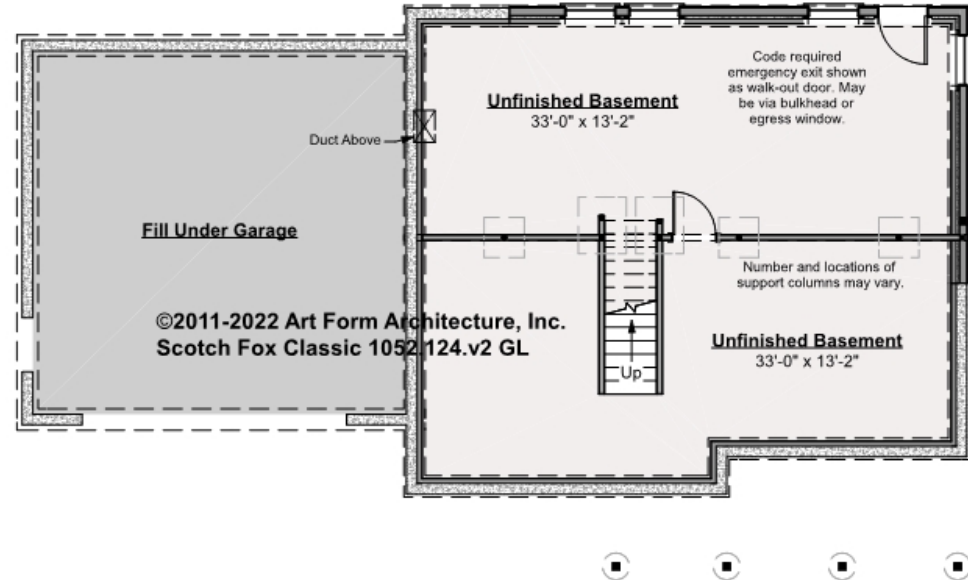 Code required
emergency exit shown
as walk-out door. May
be via bulkhead or
egress window.
Unfinished Basement
33'-0" x 13'-2"
Duct Above
Fill Under Garage
Number and locations of
support columns may vary.
©2011-2022 Art Form Architecture, Inc.
Scotch Fox Classic 1052.124.v2 GL
Unfinished Basement
33'-0" x 13'-2"
Up